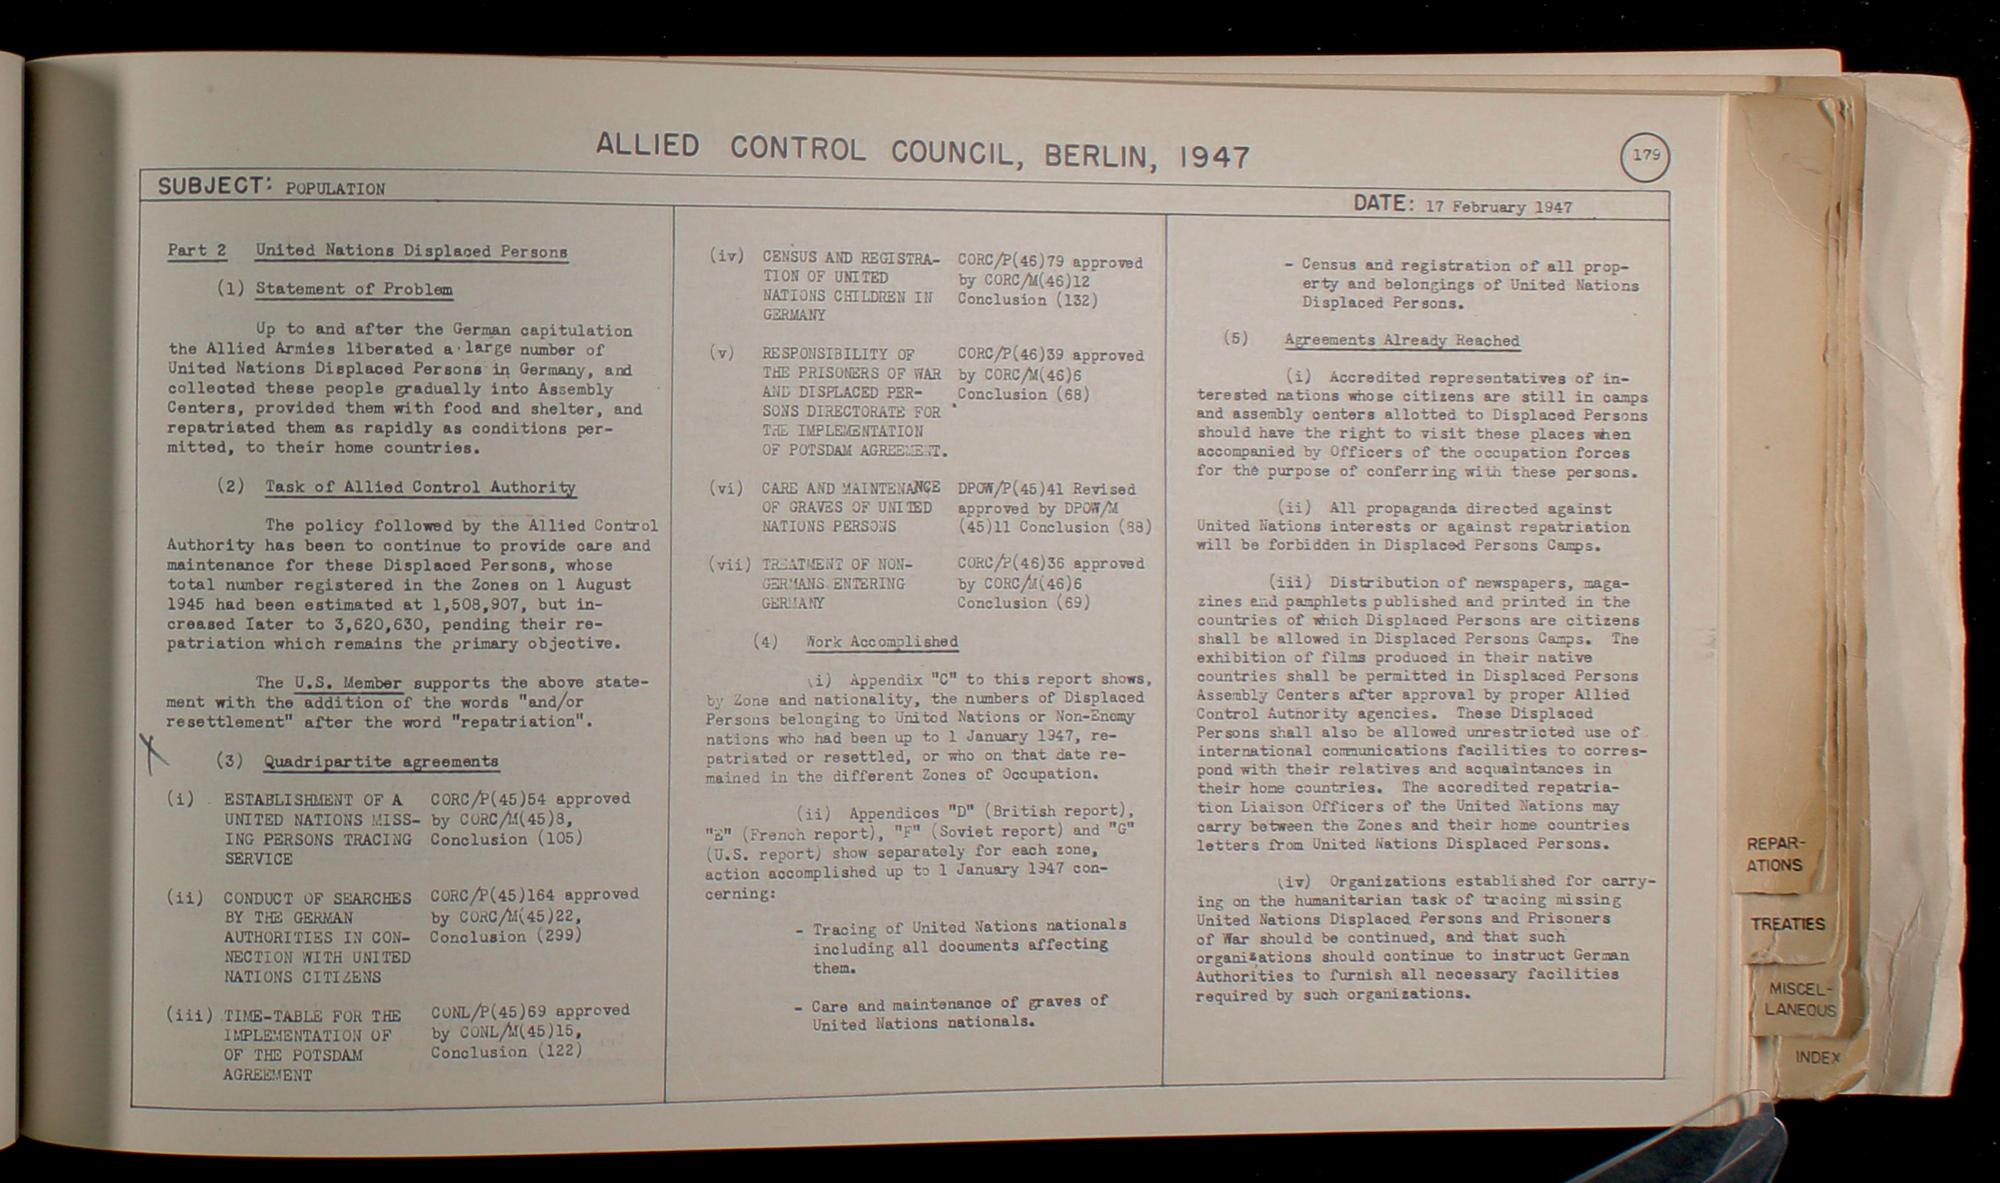 ALLIED CONTROL COUNCIL, BERLIN, 1947
179
SUBJECT: POPULATION
DATE: 17 February 1947
Part 2 United Nations Displaced Persons
(1) Statement of Problem
Up to and after the German capitulation
the Allied Armies liberated a large number of
United Nations Displaced Persons in Germany, and
collected these people gradually into Assembly
Centers, provided them with food and shelter, and
repatriated them as rapidly as conditions per-
mitted, to their home countries.
(2) Task of Allied Control Authority
The policy followed by the Allied Control
Authority has been to continue to provide care and
maintenance for these Displaced Persons, whose
total number registered in the Zones on 1 August
1945 had been estimated at 1,508,907, but in-
creased later to 3,620,630, pending their re-
patriation which remains the primary objective.
The U.S. Member supports the above state-
ment with the addition of the words "and/or
resettlement" after the word "repatriation".
X
(3) Quadripartite agreements
(i) ESTABLISHMENT OF A CORC/P(45)54 approved
UNITED NATIONS MISS- by CORC/M(45)8,
ING PERSONS TRACING Conclusion (105)
SERVICE
(ii) CONDUCT OF SEARCHES CORC/P(45)164 approved
BY THE GERMAN by CORC/M(45)22,
AUTHORITIES IN CON- Conclusion (299)
NECTION WITH UNITED
NATIONS CITIZENS
(iii) TIME-TABLE FOR THE CONL/P(45)69 approved
IMPLEMENTATION OF by CONL/M(45)15,
OF THE POTSDAM Conclusion (122)
AGREEMENT
(iv) CENSUS AND REGISTRA- CORC/P(46)79 approved
TION OF UNITED by CORC/M(46)12
NATIONS CHILDREN IN Conclusion (132)
GERMANY
(v) RESPONSIBILITY OF CORC/P(46)39 approved
THE PRISONERS OF WAR by CORC/M(46)6
AND DISPLACED PER- Conclusion (68)
SONS DIRECTORATE FOR
THE IMPLEMENTATION
OF POTSDAM AGREEMENT.
(vi) CARE AND MAINTENANCE DPOW/P(45)41 Revised
OF GRAVES OF UNITED approved by DPOW/M
NATIONS PERSONS (45)11 Conclusion (88)
(vii) TREATMENT OF NON- CORC/P(46)36 approved
GERMANS ENTERING by CORC/M(46)6
GERMANY Conclusion (69)
(4) Work Accomplished
(i) Appendix "C" to this report shows,
by Zone and nationality, the numbers of Displaced
Persons belonging to United Nations or Non-Enemy
nations who had been up to 1 January 1947, re-
patriated or resettled, or who on that date re-
mained in the different Zones of Occupation.
(ii) Appendices "D" (British report),
"E" (French report), "F" (Soviet report) and "G"
(U.S. report) show separately for each zone,
action accomplished up to 1 January 1947 con-
cerning:
- Tracing of United Nations nationals
including all documents affecting
them.
- Care and maintenance of graves of
United Nations nationals.
- Census and registration of all prop-
erty and belongings of United Nations
Displaced Persons.
(5) Agreements Already Reached
(i) Accredited representatives of in-
terested nations whose citizens are still in camps
and assembly centers allotted to Displaced Persons
should have the right to visit these places when
accompanied by Officers of the occupation forces
for the purpose of conferring with these persons.
(ii) All propaganda directed against
United Nations interests or against repatriation
will be forbidden in Displaced Persons Camps.
(iii) Distribution of newspapers, maga-
zines and pamphlets published and printed in the
countries of which Displaced Persons are citizens
shall be allowed in Displaced Persons Camps. The
exhibition of films produced in their native
countries shall be permitted in Displaced Persons
Assembly Centers after approval by proper Allied
Control Authority agencies. These Displaced
Persons shall also be allowed unrestricted use of
international communications facilities to corres-
pond with their relatives and acquaintances in
their home countries. The accredited repatria-
tion Liaison Officers of the United Nations may
carry between the Zones and their home countries
letters from United Nations Displaced Persons.
(iv) Organizations established for carry-
ing on the humanitarian task of tracing missing
United Nations Displaced Persons and Prisoners
of War should be continued, and that such
organizations should continue to instruct German
Authorities to furnish all necessary facilities
required by such organizations.
REPAR-
ATIONS
TREATIES
MISCEL-
LANEOUS
INDEX